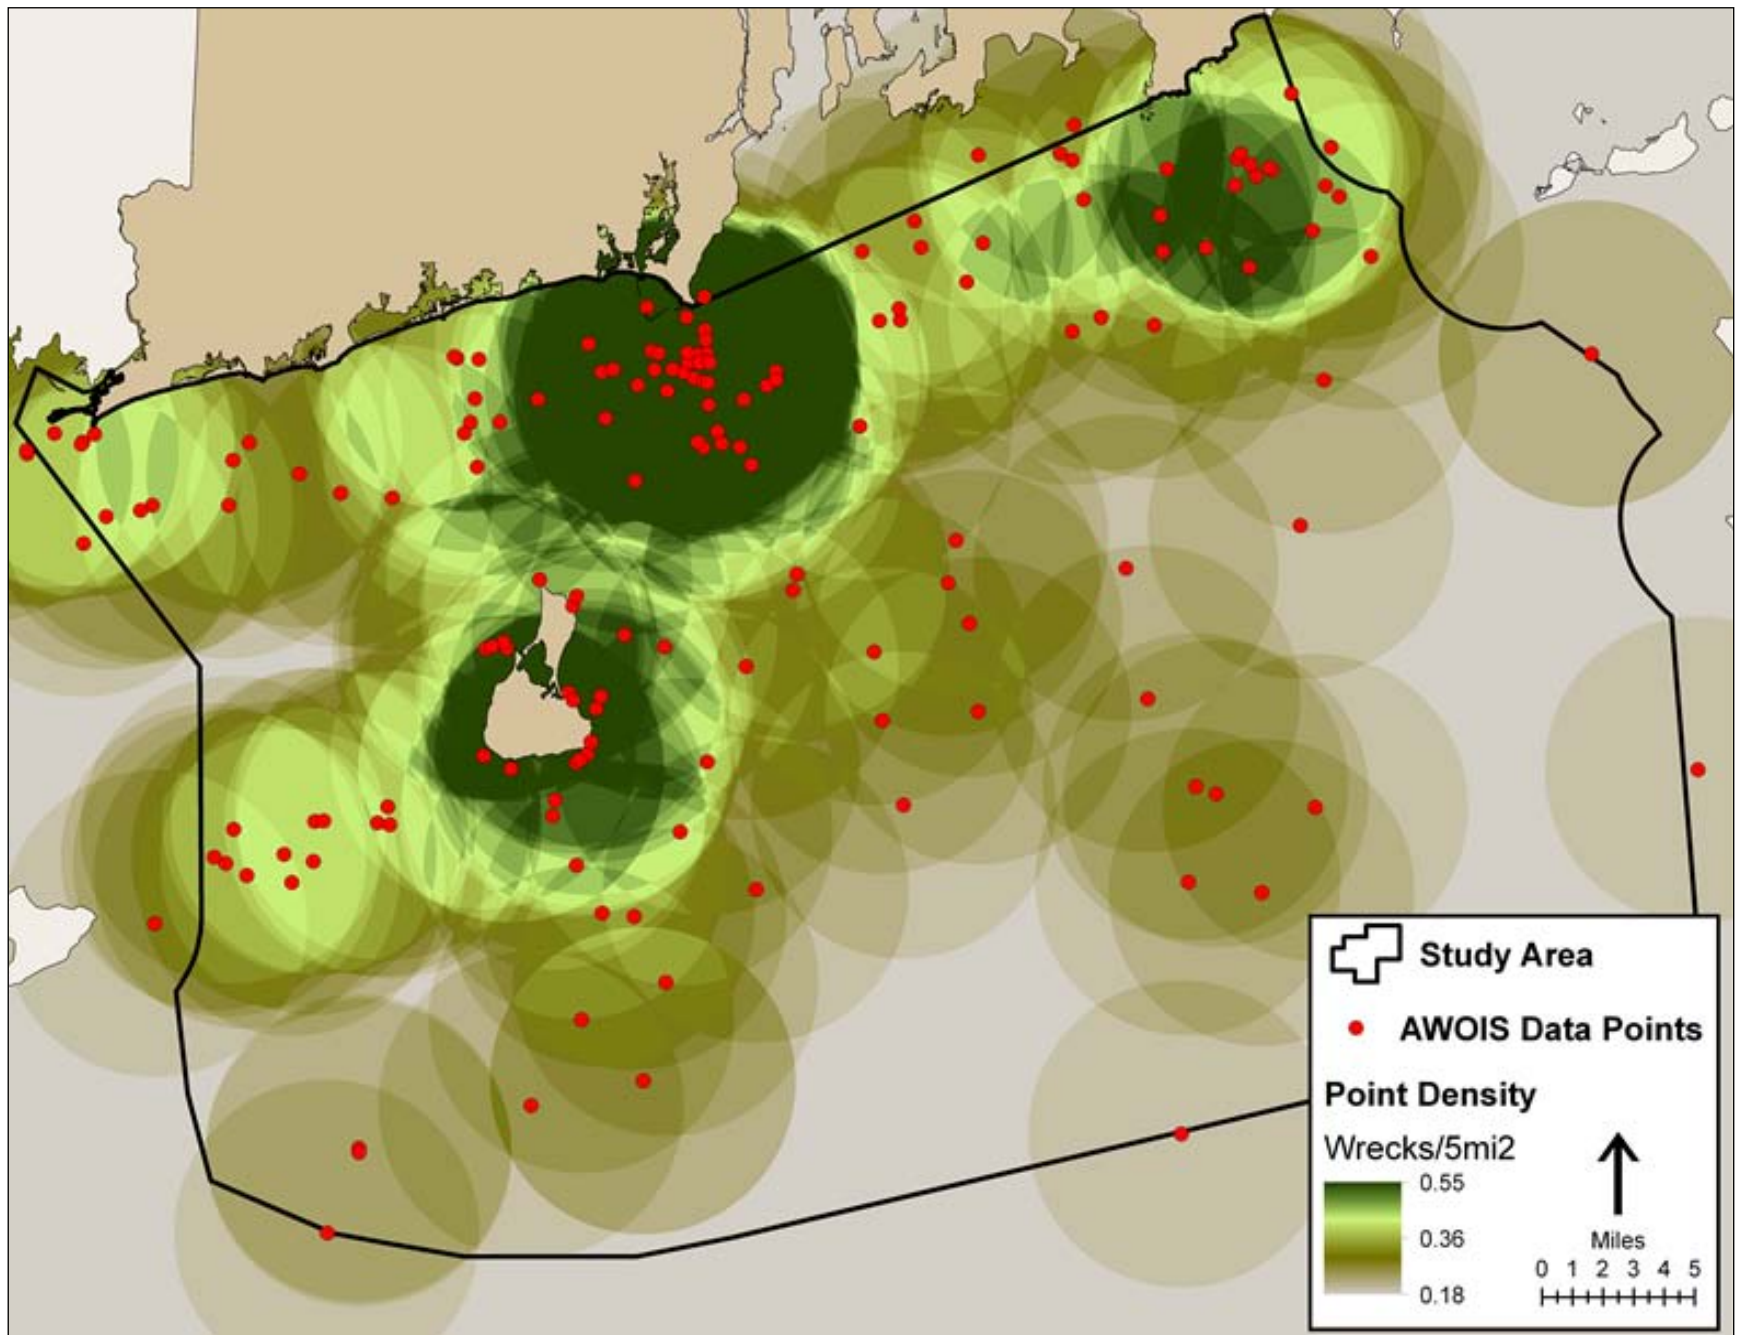 Study Area
AWOIS Data Points
Point Density
Wrecks/5mi2
0.55
0.36
0.18
Miles
0 1 2 3 4 5